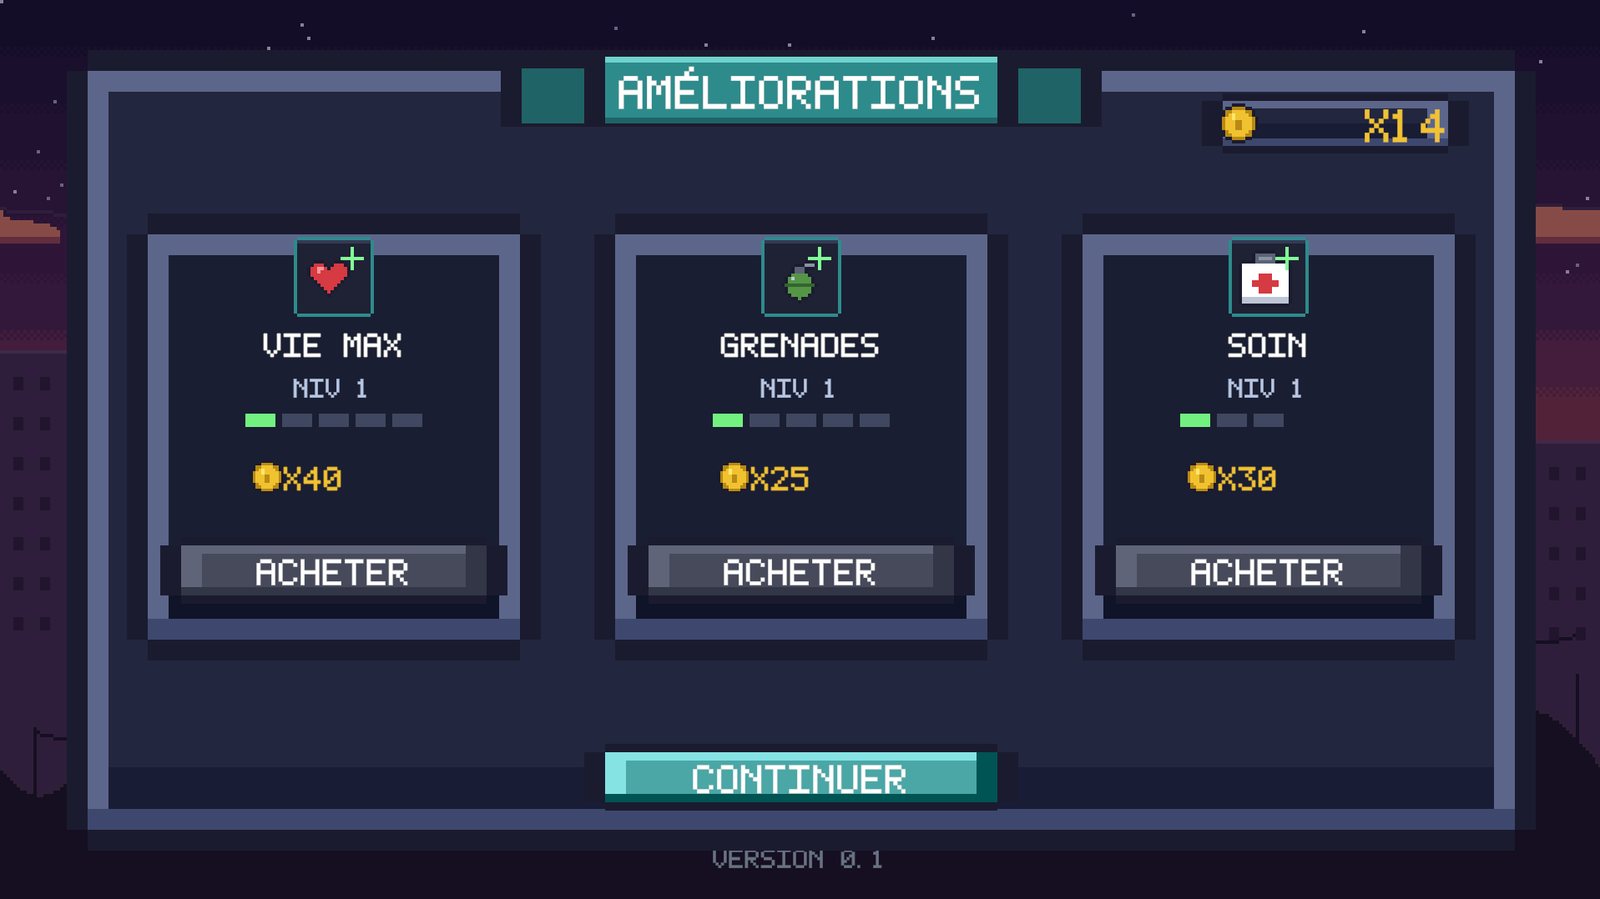 AMÉLIORATIONS
X14
VIE MAX
NIV 1
X40
ACHETER
GRENADES
NIV 1
X25
ACHETER
SOIN
NIV 1
X30
ACHETER
CONTINUER
VERSION 0.1